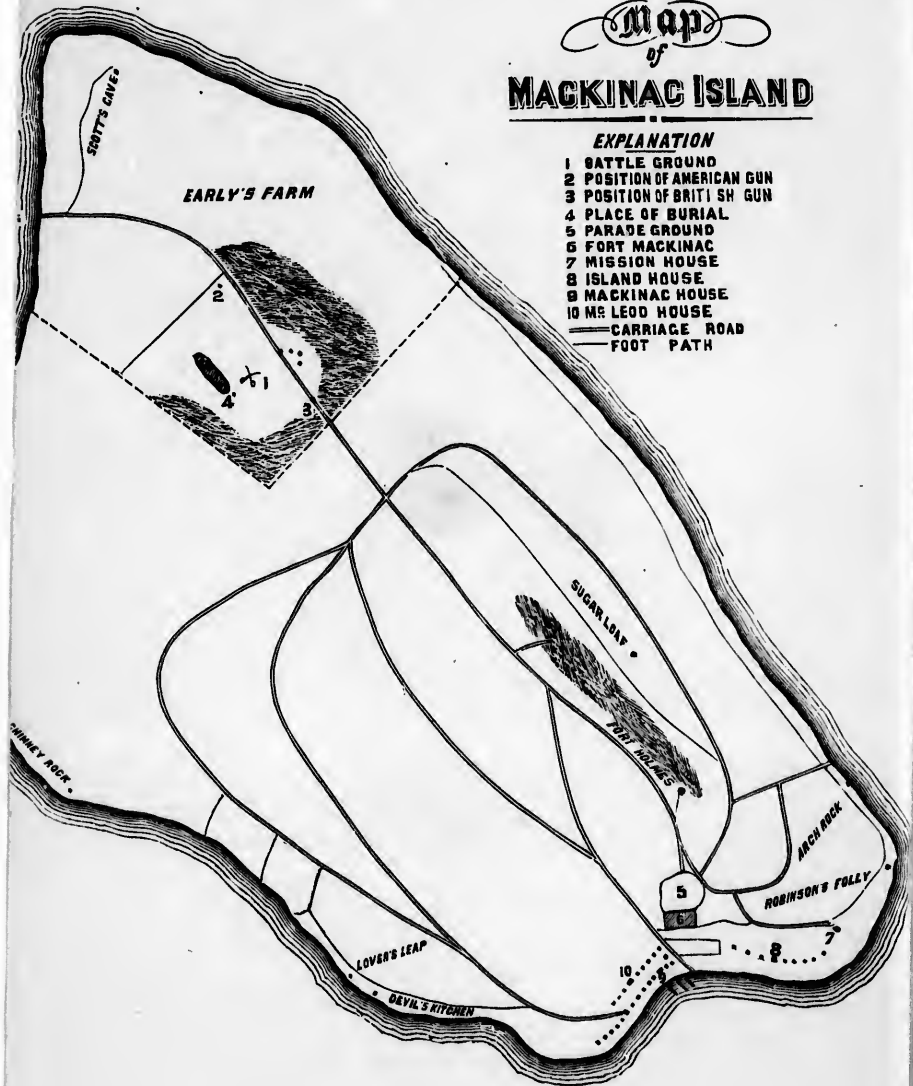 Map
of
MACKINAC ISLAND
EXPLANATION
1 BATTLE GROUND
2 POSITION OF AMERICAN GUN
3 POSITION OF BRITISH GUN
4 PLACE OF BURIAL
5 PARADE GROUND
6 FORT MACKINAC
7 MISSION HOUSE
8 ISLAND HOUSE
9 MACKINAC HOUSE
10 Mc LEOD HOUSE
CARRIAGE ROAD
FOOT PATH
SCOTT'S CAVE
EARLY'S FARM
2
1
4
3
SUGAR LOAF
FORT HOLMES
CHIMNEY ROCK
ARCH ROCK
ROBINSON'S FOLLY
5
6
7
8
9
10
LOVER'S LEAP
DEVIL'S KITCHEN